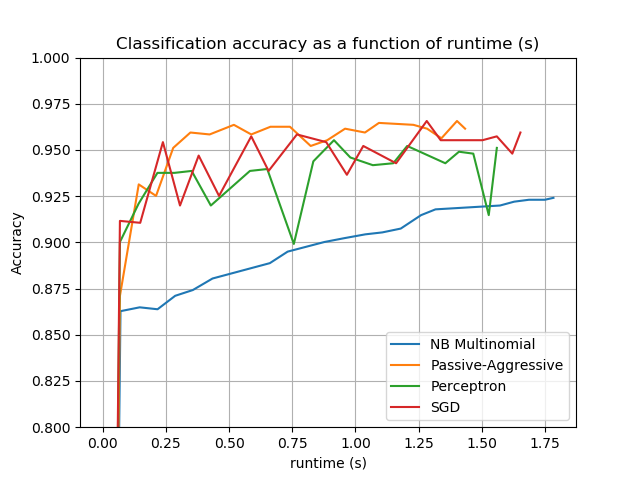 Classification accuracy as a function of runtime (s)
Accuracy
1.000
0.975
0.950
0.925
0.900
0.875
0.850
0.825
0.800
NB Multinomial
Passive-Aggressive
Perceptron
SGD
0.00 0.25 0.50 0.75 1.00 1.25 1.50 1.75
runtime (s)